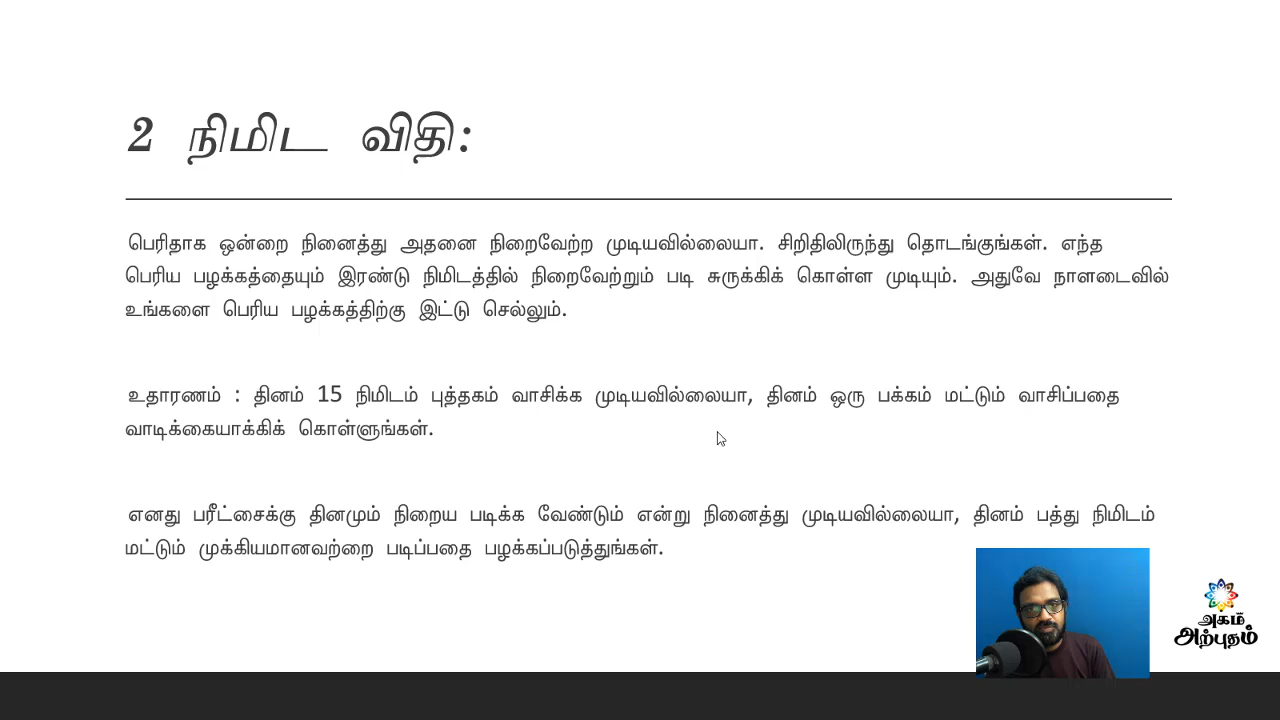 2 நிமிட விதி:
பெரிதாக ஒன்றை நினைத்து அதனை நிறைவேற்ற முடியவில்லையா. சிறிதிலிருந்து தொடங்குங்கள். எந்த
பெரிய பழக்கத்தையும் இரண்டு நிமிடத்தில் நிறைவேற்றும் படி சுருக்கிக் கொள்ள முடியும். அதுவே நாளடைவில்
உங்களை பெரிய பழக்கத்திற்கு இட்டு செல்லும்.
உதாரணம் : தினம் 15 நிமிடம் புத்தகம் வாசிக்க முடியவில்லையா, தினம் ஒரு பக்கம் மட்டும் வாசிப்பதை
வாடிக்கையாக்கிக் கொள்ளுங்கள்.
எனது பரீட்சைக்கு தினமும் நிறைய படிக்க வேண்டும் என்று நினைத்து முடியவில்லையா, தினம் பத்து நிமிடம்
மட்டும் முக்கியமானவற்றை படிப்பதை பழக்கப்படுத்துங்கள்.
அகம்
அற்புதம்